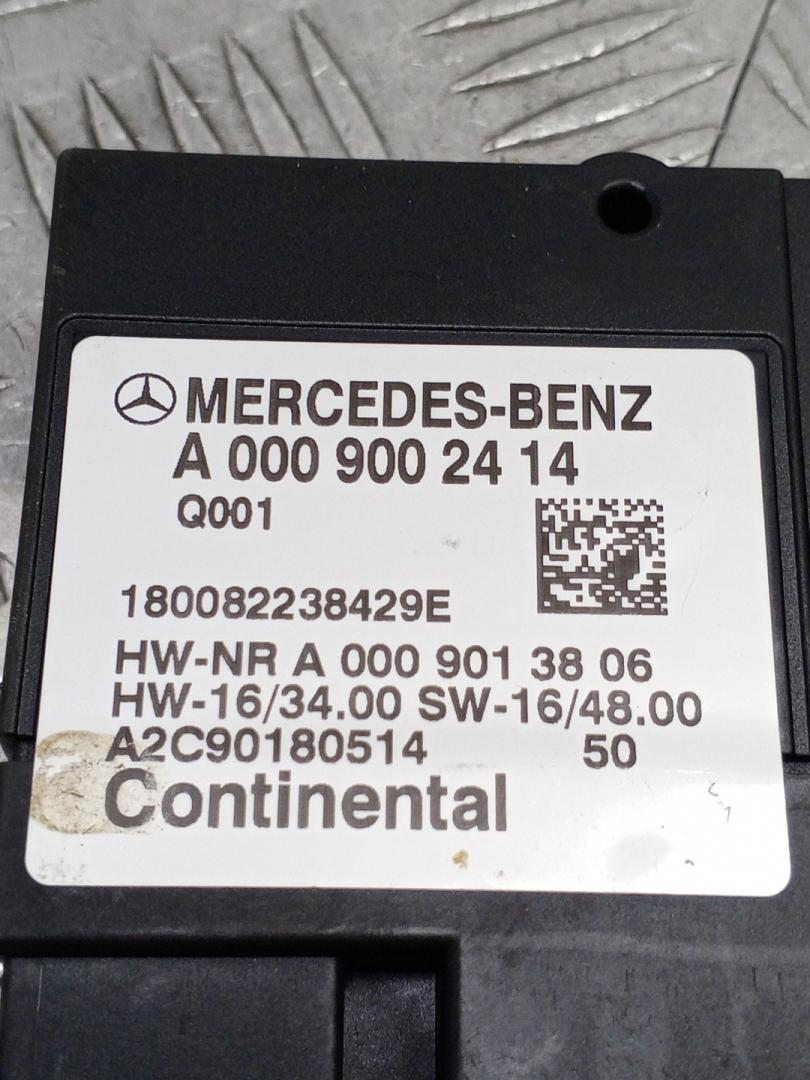 MERCEDES-BENZ
A 000 900 24 14
Q001
180082238429E
HW-NR A 000 901 38 06
HW-16/34.00 SW-16/48.00
A2C90180514 50
Continental